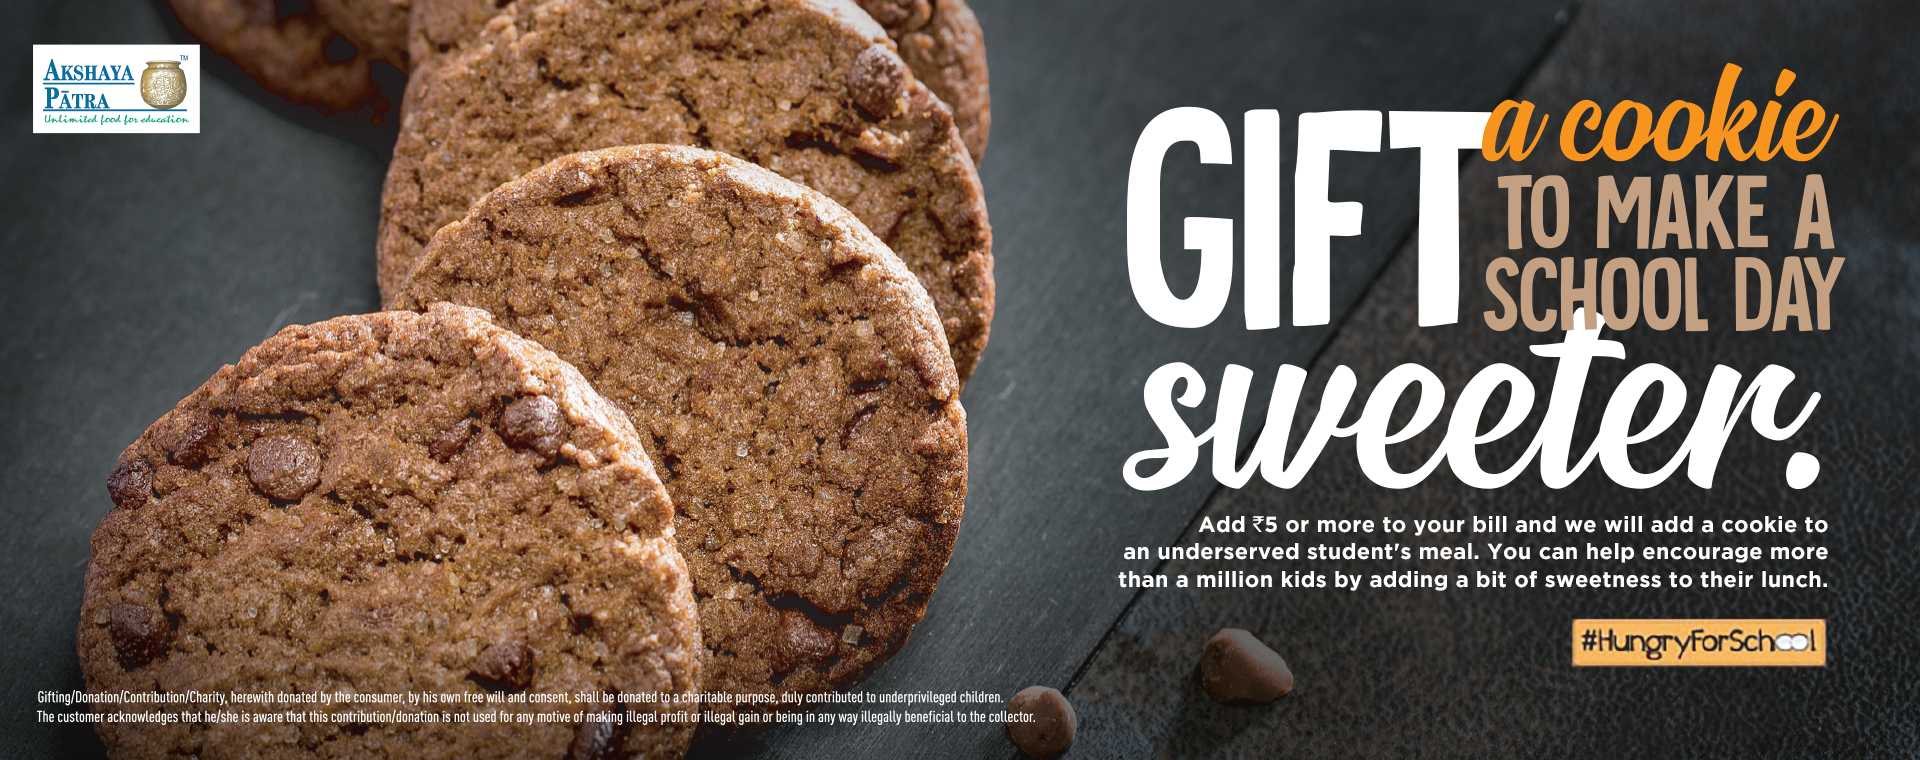 AKSHAYA
PĀTRA
TM
Unlimited food for education
GIFT a cookie
TO MAKE A
SCHOOL DAY
sweeter.
Add ₹5 or more to your bill and we will add a cookie to
an underserved student's meal. You can help encourage more
than a million kids by adding a bit of sweetness to their lunch.
#HungryForSchool
Gifting/Donation/Contribution/Charity, herewith donated by the consumer, by his own free will and consent, shall be donated to a charitable purpose, duly contributed to underprivileged children.
The customer acknowledges that he/she is aware that this contribution/donation is not used for any motive of making illegal profit or illegal gain or being in any way illegally beneficial to the collector.